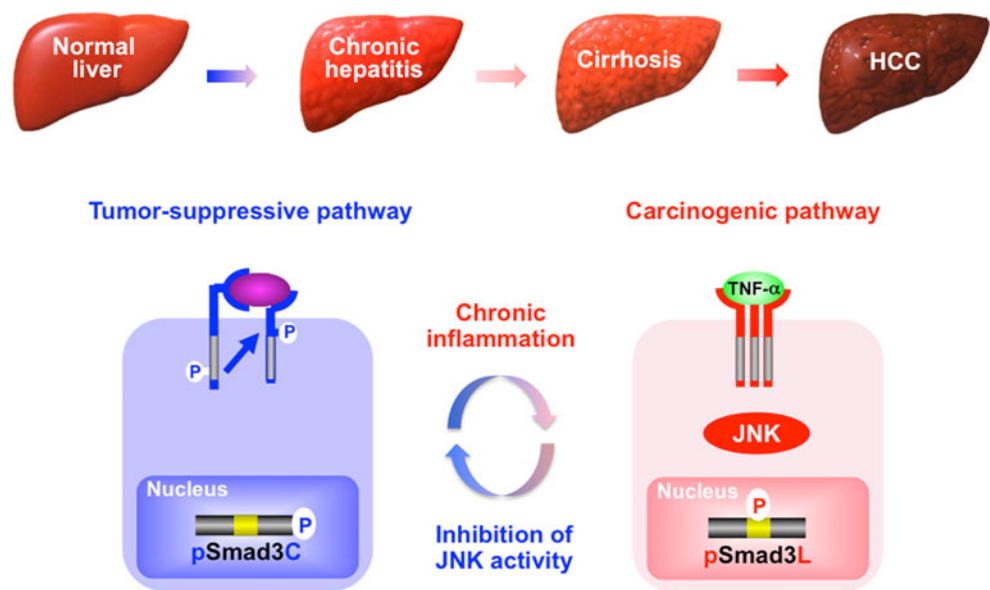 Normal
liver
Chronic
hepatitis
Cirrhosis
HCC
Tumor-suppressive pathway
Carcinogenic pathway
P
P
Chronic
inflammation
TNF-α
JNK
Nucleus
P
pSmad3C
Inhibition of
JNK activity
Nucleus
P
pSmad3L